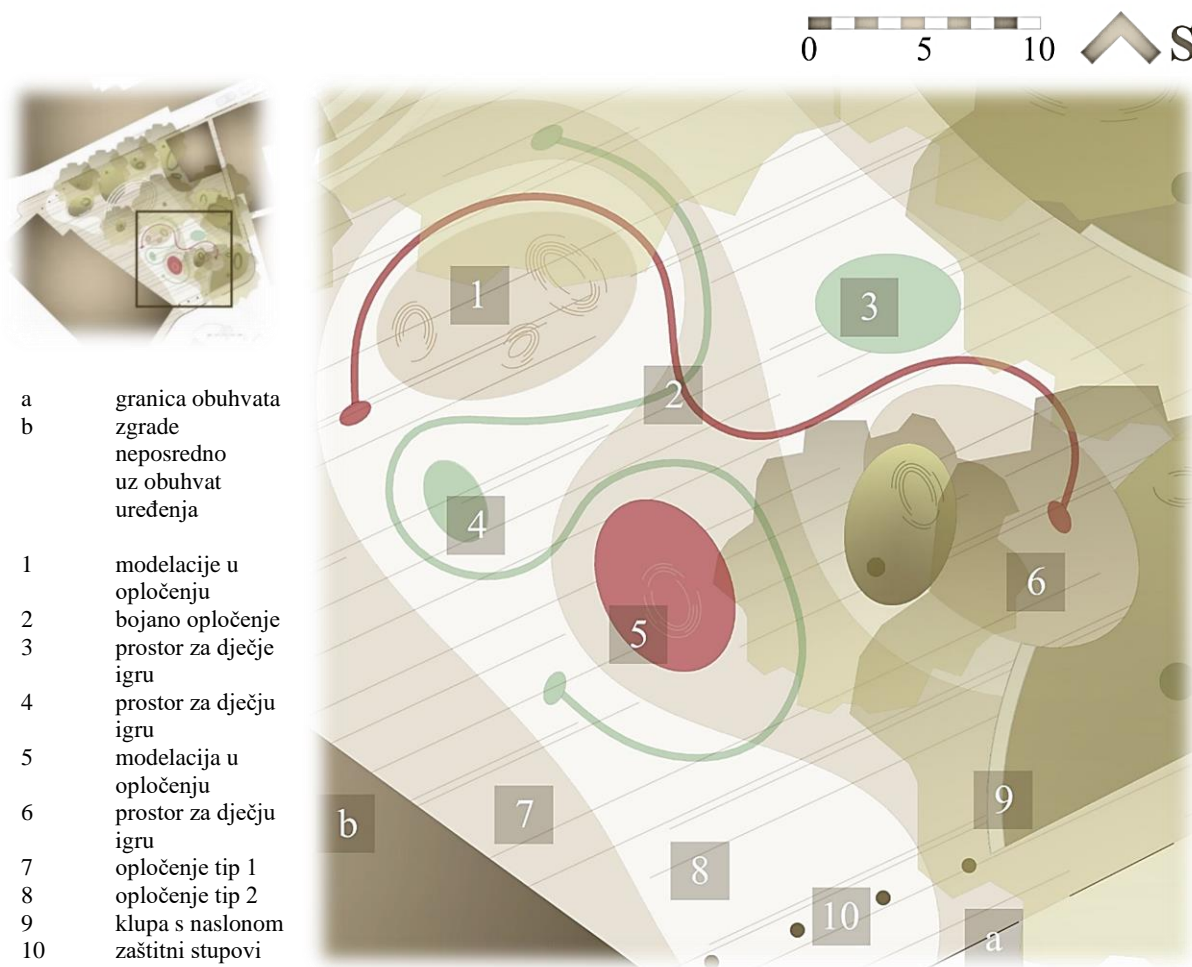 0 5 10 S
a granica obuhvata
b zgrade
neposredno
uz obuhvat
uređenja
1 modelacije u
opločenju
2 bojano opločenje
3 prostor za dječje
igru
4 prostor za dječju
igru
5 modelacija u
opločenju
6 prostor za dječju
igru
7 opločenje tip 1
8 opločenje tip 2
9 klupa s naslonom
10 zaštitni stupovi
1
3
2
4
6
5
9
7
b
8
10
a